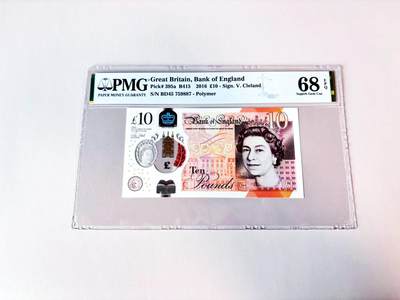 PMG
PAPER MONEY GUARANTY
Great Britain, Bank of England
Pick# 395a B415 2016 £10 - Sign. V. Cleland
S/N BD45 759887 - Polymer
68 EPQ
Superb Gem Unc
£10
Bank of England
10
£
Ten
Pounds